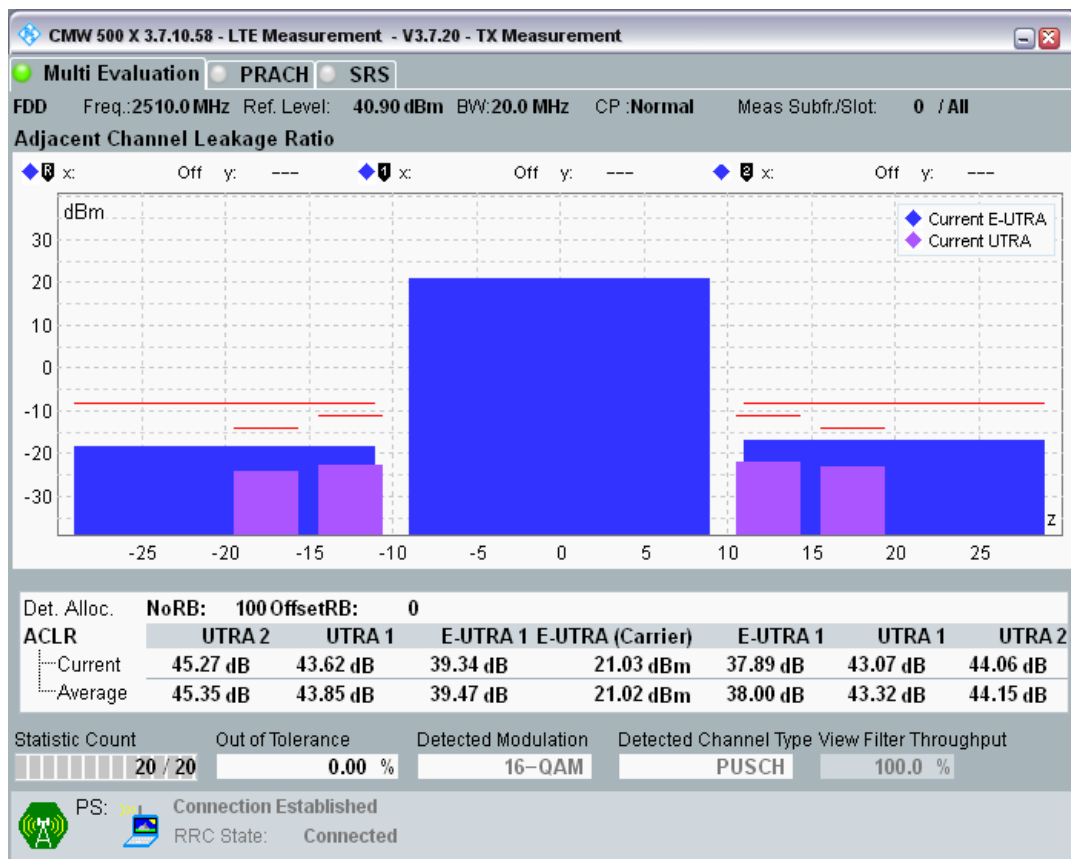 CMW 500 X 3.7.10.58 - LTE Measurement - V3.7.20 - TX Measurement
Multi Evaluation PRACH SRS
FDD Freq.:2510.0 MHz Ref. Level: 40.90 dBm BW:20.0 MHz CP :Normal Meas Subfr./Slot: 0 / All
Adjacent Channel Leakage Ratio
R x: Off y: --- 1 x: Off y: --- 2 x: Off y: ---
dBm
Current E-UTRA
Current UTRA
30
20
10
0
-10
-20
-30
z
-25 -20 -15 -10 -5 0 5 10 15 20 25
Det. Alloc. NoRB: 100 OffsetRB: 0
ACLR UTRA 2 UTRA 1 E-UTRA 1 E-UTRA (Carrier) E-UTRA 1 UTRA 1 UTRA 2
Current 45.27 dB 43.62 dB 39.34 dB 21.03 dBm 37.89 dB 43.07 dB 44.06 dB
Average 45.35 dB 43.85 dB 39.47 dB 21.02 dBm 38.00 dB 43.32 dB 44.15 dB
Statistic Count Out of Tolerance Detected Modulation Detected Channel Type View Filter Throughput
20 / 20 0.00 % 16-QAM PUSCH 100.0 %
PS: Connection Established
RRC State: Connected